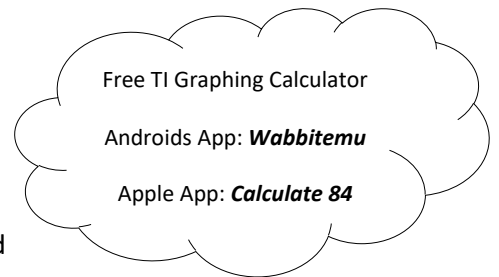 Free TI Graphing Calculator
Androids App: Wabbitemu
Apple App: Calculate 84
d